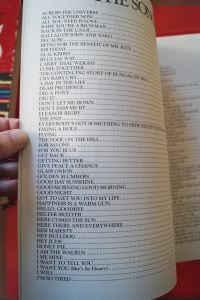 THE SON
ACROSS THE UNIVERSE
ALL TOGETHER NOW
ALL YOU NEED IS LOVE
BABY YOU'RE A RICH MAN
BACK IN THE U.S.S.R.
BALLAD OF JOHN AND YOKO
BECAUSE
BEING FOR THE BENEFIT OF MR. KITE
BIRTHDAY
BLACKBIRD
BLUE JAY WAY
CARRY THAT WEIGHT
COME TOGETHER
THE CONTINUING STORY OF BUNGALOW
CRY BABY CRY
A DAY IN THE LIFE
DEAR PRUDENCE
DIG A PONY
DIG IT
DON'T LET ME DOWN
DON'T PASS ME BY
ELEANOR RIGBY
THE END
EVERYBODY'S GOT SOMETHING TO HIDE EXCEPT
FIXING A HOLE
FLYING
THE FOOL ON THE HILL
FOR NO ONE
FOR YOU BLUE
GET BACK
GETTING BETTER
GIVE PEACE A CHANCE
GLASS ONION
GOLDEN SLUMBERS
GOOD DAY SUNSHINE
GOOD MORNING GOOD MORNING
GOOD NIGHT
GOT TO GET YOU INTO MY LIFE
HAPPINESS IS A WARM GUN
HELLO, GOODBYE
HELTER SKELTER
HERE COMES THE SUN
HERE THERE AND EVERYWHERE
HER MAJESTY
HEY BULLDOG
HEY JUDE
HONEY PIE
I AM THE WALRUS
I ME MINE
I WANT TO TELL YOU
I WANT YOU (She's So Heavy)
I WILL
I'M SO TIRED